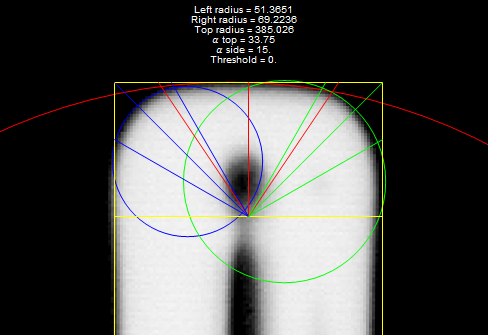 Left radius = 51.3651
Right radius = 69.2236
Top radius = 385.026
α top = 33.75
α side = 15.
Threshold = 0.